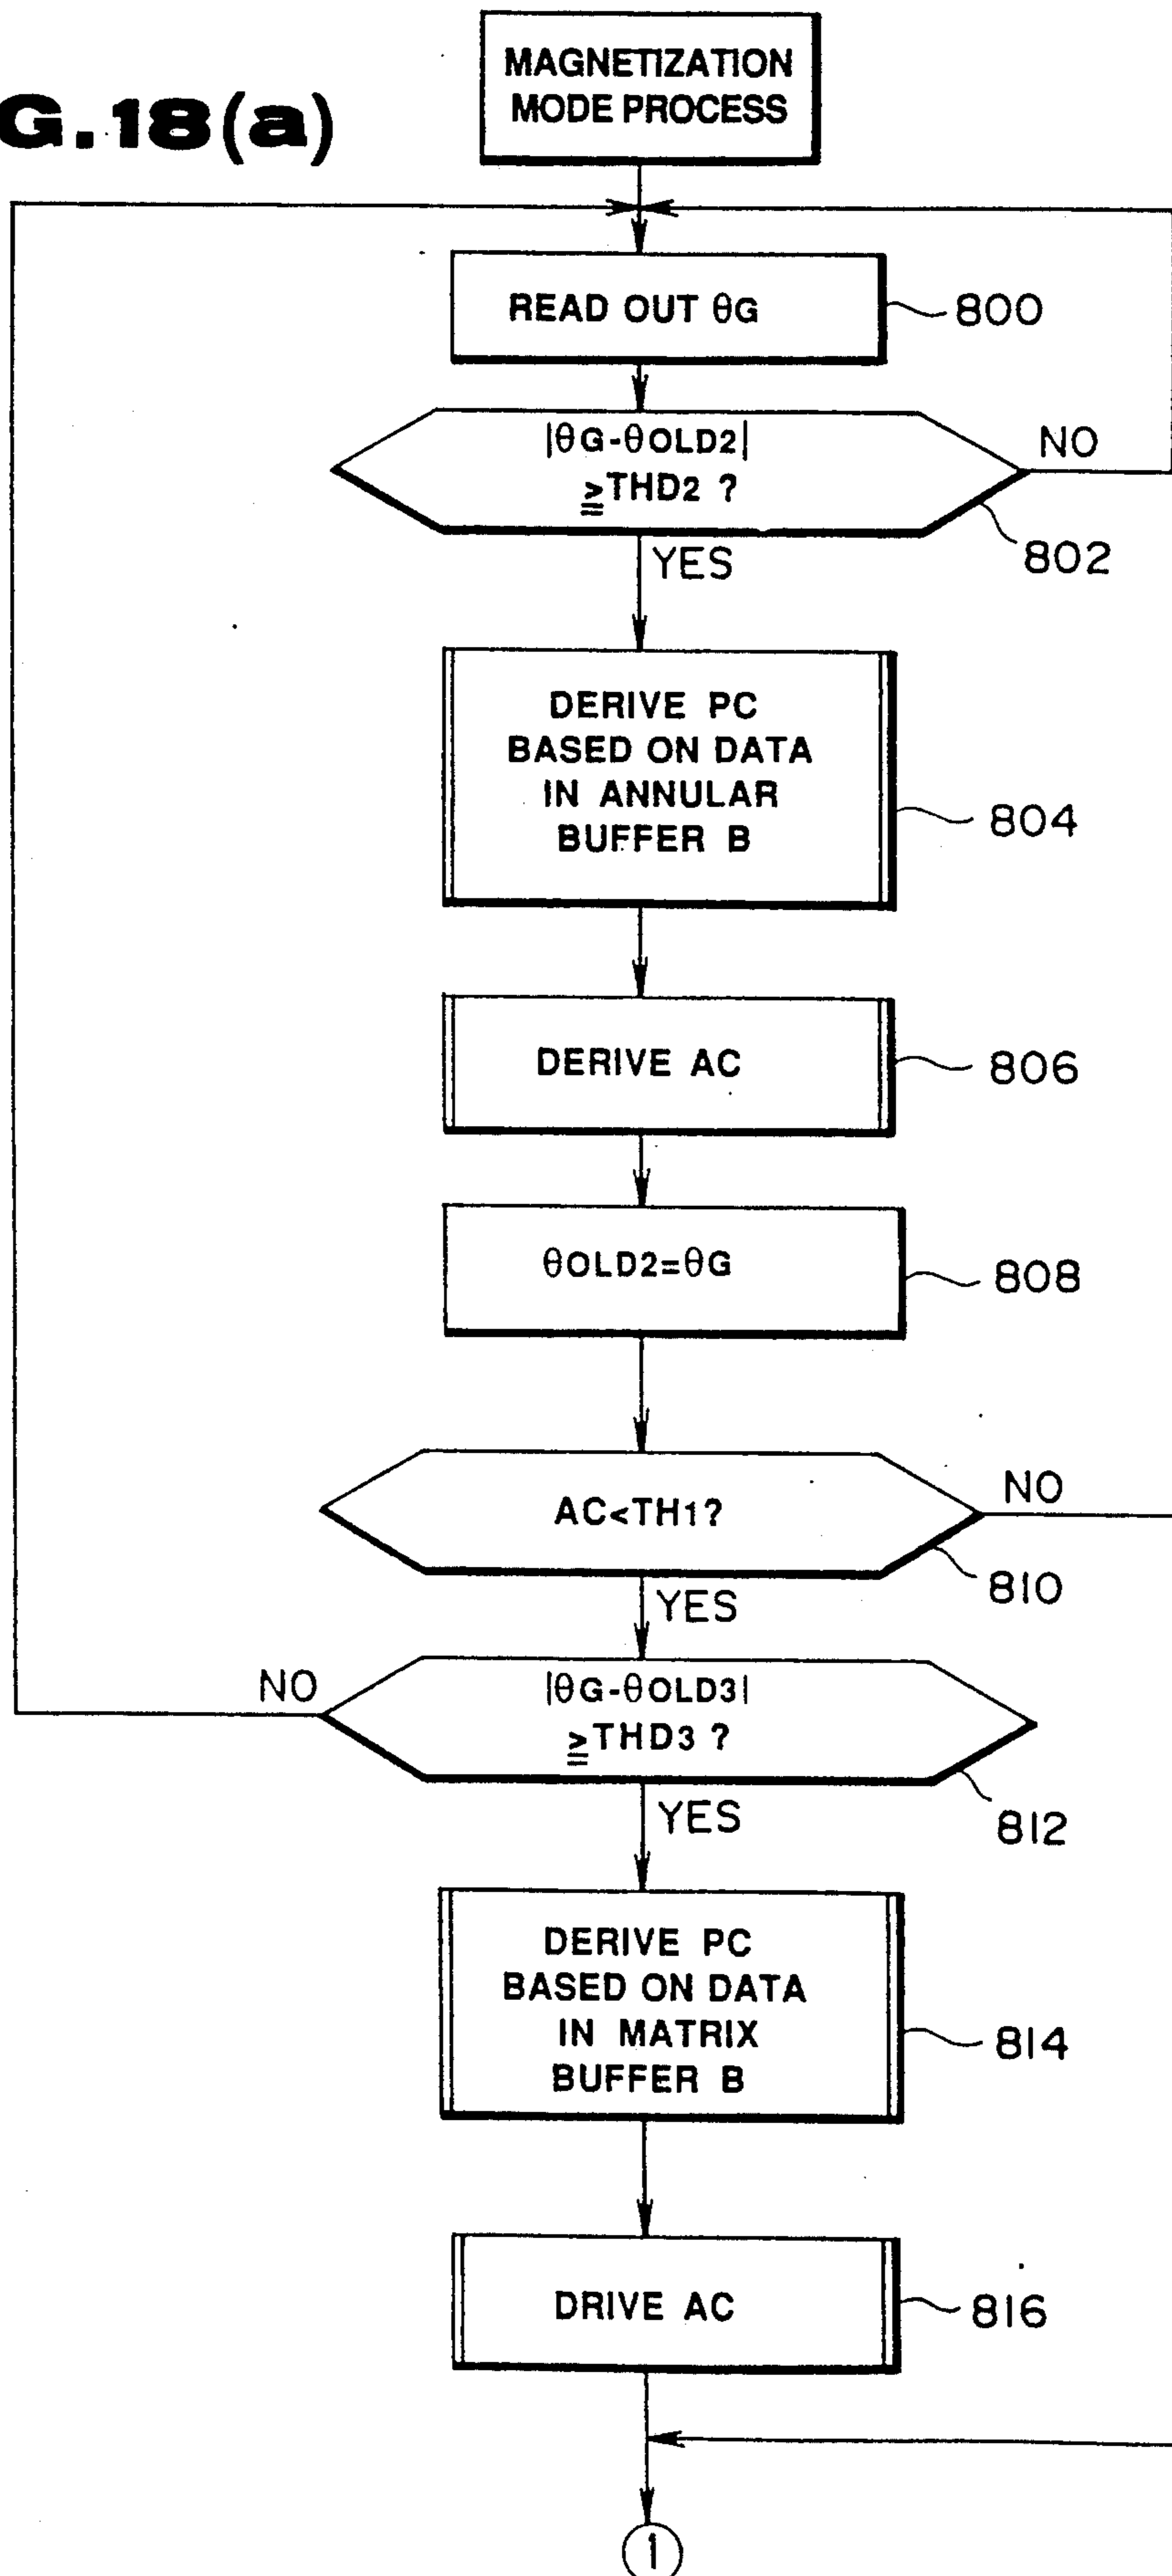 G.18(a)
MAGNETIZATION
MODE PROCESS
READ OUT θG
800
|θG-θOLD2|
≧THD2 ?
NO
802
YES
DERIVE PC
BASED ON DATA
IN ANNULAR
BUFFER B
804
DERIVE AC
806
θOLD2=θG
808
AC<TH1?
NO
810
YES
|θG-θOLD3|
≧THD3 ?
NO
812
YES
DERIVE PC
BASED ON DATA
IN MATRIX
BUFFER B
814
DRIVE AC
816
1